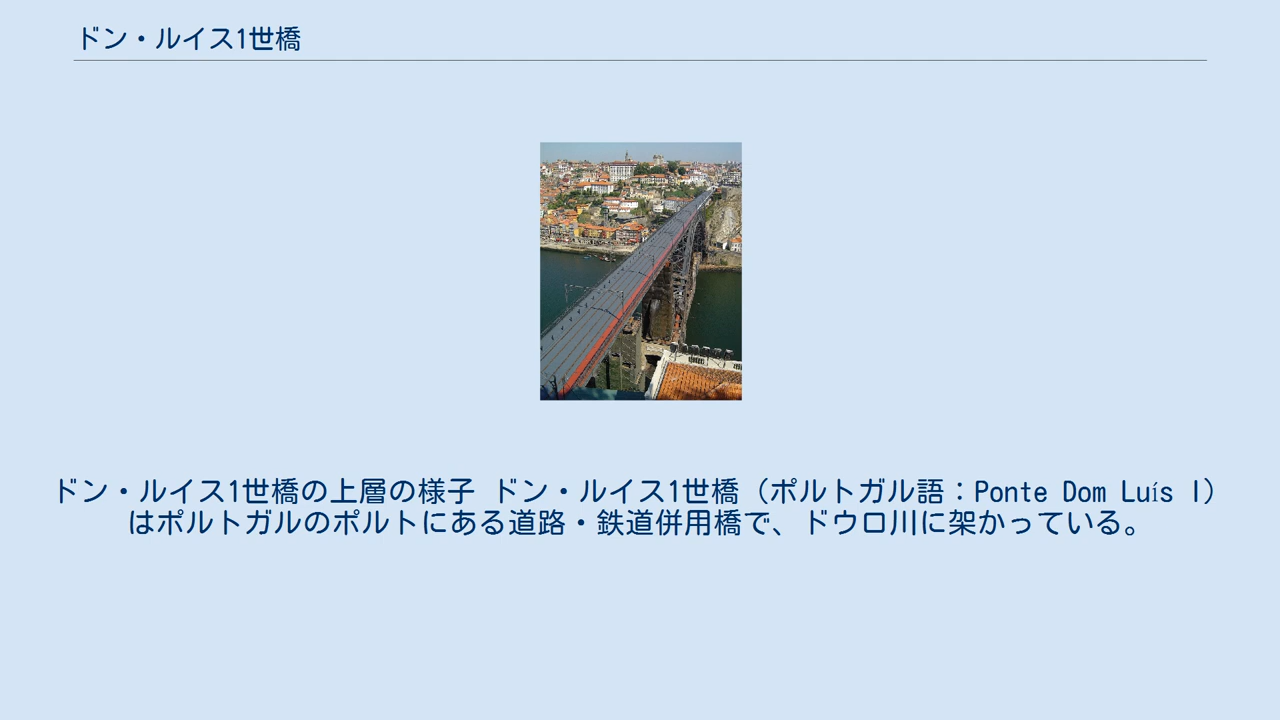 ドン・ルイス1世橋
ドン・ルイス1世橋の上層の様子 ドン・ルイス1世橋（ポルトガル語：Ponte Dom Luís I）
はポルトガルのポルトにある道路・鉄道併用橋で、ドウロ川に架かっている。